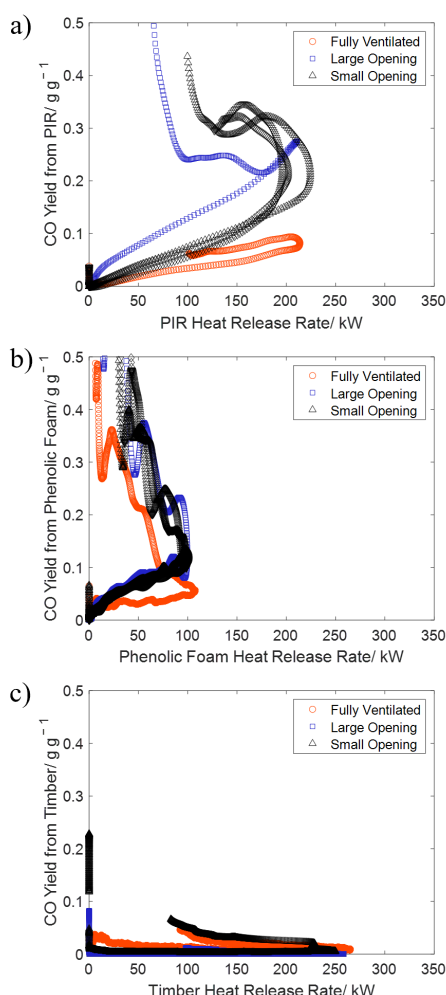 a)
0.5
0.4
0.3
0.2
0.1
0
CO Yield from PIR/ g g⁻¹
Fully Ventilated
Large Opening
Small Opening
0 50 100 150 200 250 300 350
PIR Heat Release Rate/ kW
b)
0.5
0.4
0.3
0.2
0.1
0
CO Yield from Phenolic Foam/ g g⁻¹
Fully Ventilated
Large Opening
Small Opening
0 50 100 150 200 250 300 350
Phenolic Foam Heat Release Rate/ kW
c)
0.5
0.4
0.3
0.2
0.1
0
CO Yield from Timber/ g g⁻¹
Fully Ventilated
Large Opening
Small Opening
0 50 100 150 200 250 300 350
Timber Heat Release Rate/ kW